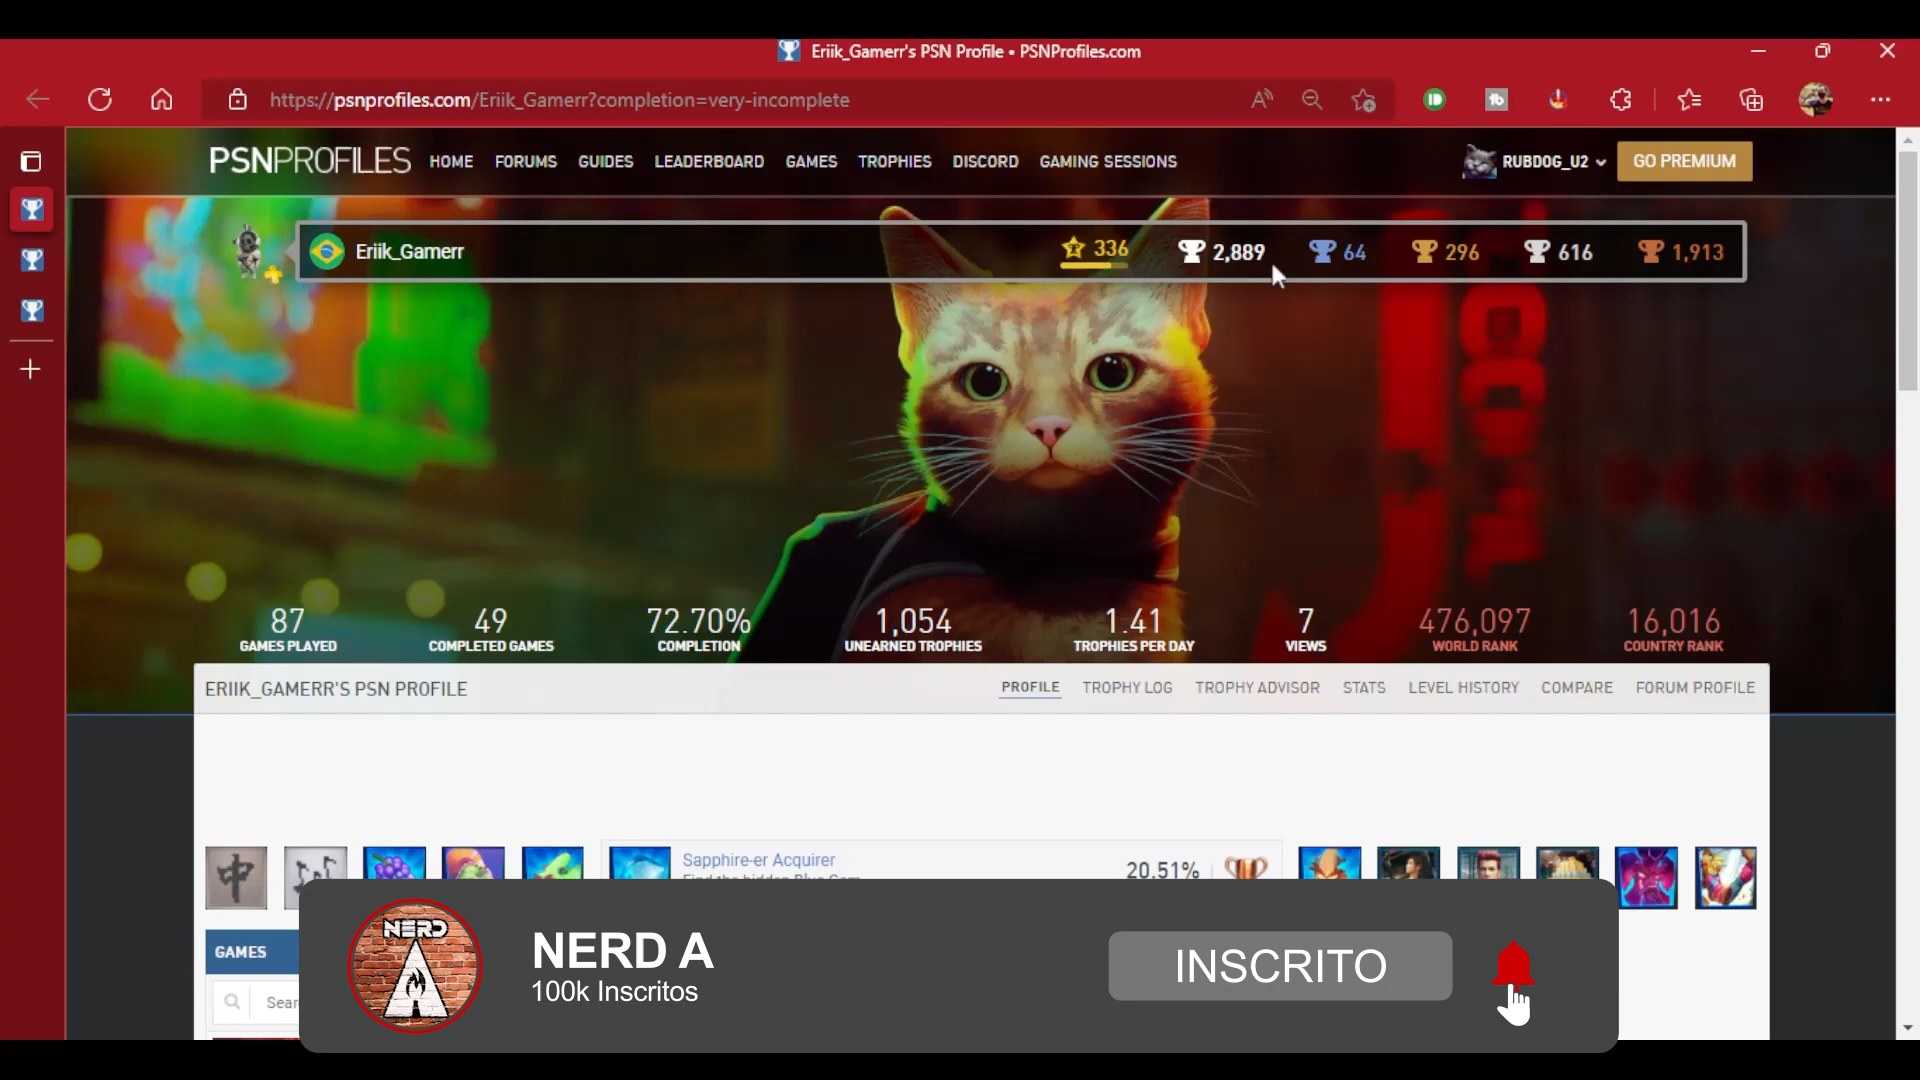 Eriik_Gamerr's PSN Profile • PSNProfiles.com
https://psnprofiles.com/Eriik_Gamerr?completion=very-incomplete
PSNPROFILES HOME FORUMS GUIDES LEADERBOARD GAMES TROPHIES DISCORD GAMING SESSIONS RUBDOG_U2 GO PREMIUM
Eriik_Gamerr 336 2,889 64 296 616 1,913
87 49 72.70% 1,054 1.41 7 476,097 16,016
GAMES PLAYED COMPLETED GAMES COMPLETION UNEARNED TROPHIES TROPHIES PER DAY VIEWS WORLD RANK COUNTRY RANK
ERIIK_GAMERR'S PSN PROFILE PROFILE TROPHY LOG TROPHY ADVISOR STATS LEVEL HISTORY COMPARE FORUM PROFILE
Sapphire-er Acquirer
20.51%
GAMES
Sear
NERD
NERD A
100k Inscritos
INSCRITO